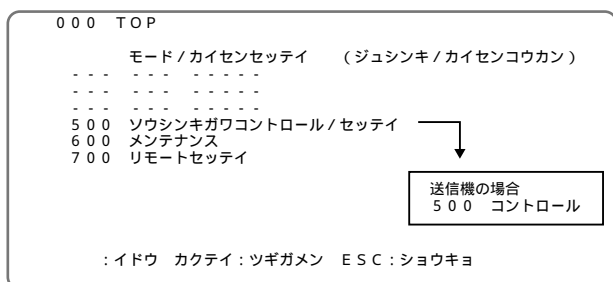 000 TOP
モード/カイセンセッテイ (ジュシンキ/カイセンコウカン)
--- --- -----
--- --- -----
--- --- -----
500 ソウシンキガワコントロール/セッテイ
600 メンテナンス
700 リモートセッテイ
送信機の場合
500 コントロール
:イドウ カクテイ:ツギガメン ESC:ショウキョ